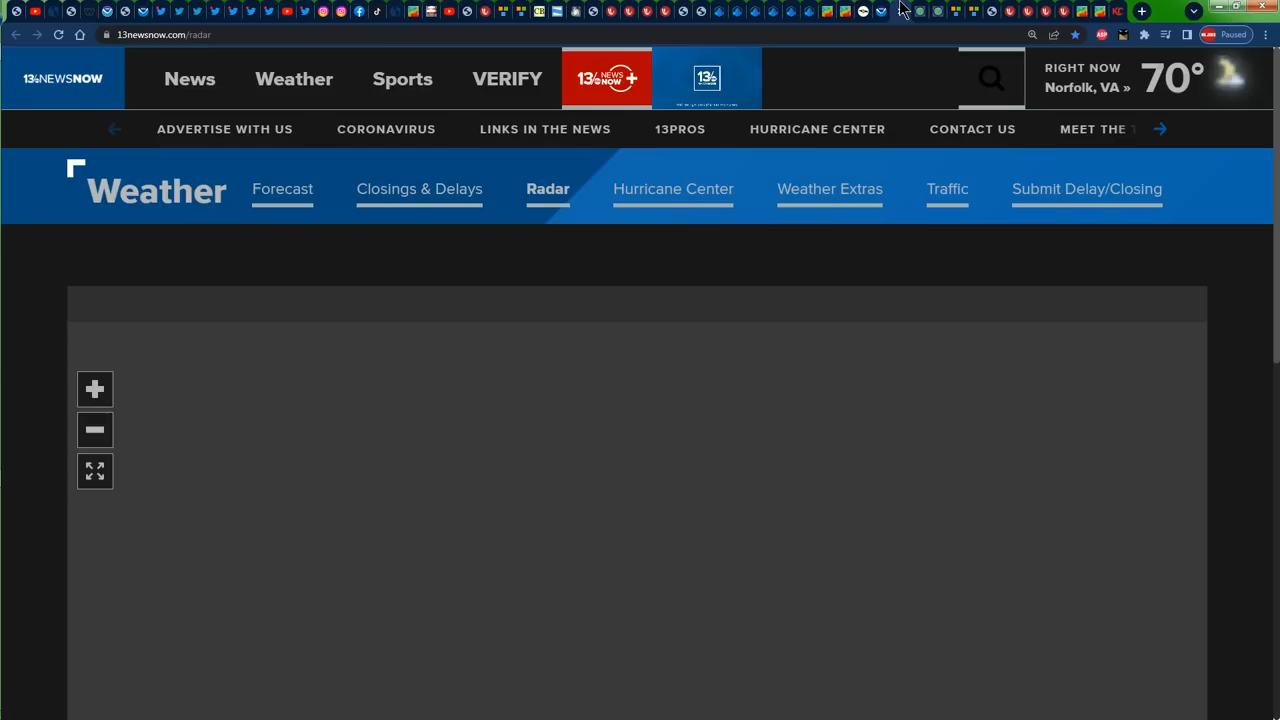 13newsnow.com/radar
Paused
13NEWSNOW
News
Weather
Sports
VERIFY
13 NEWS NOW +
13
RIGHT NOW
Norfolk, VA »
70°
ADVERTISE WITH US
CORONAVIRUS
LINKS IN THE NEWS
13PROS
HURRICANE CENTER
CONTACT US
MEET THE
Weather
Forecast
Closings & Delays
Radar
Hurricane Center
Weather Extras
Traffic
Submit Delay/Closing